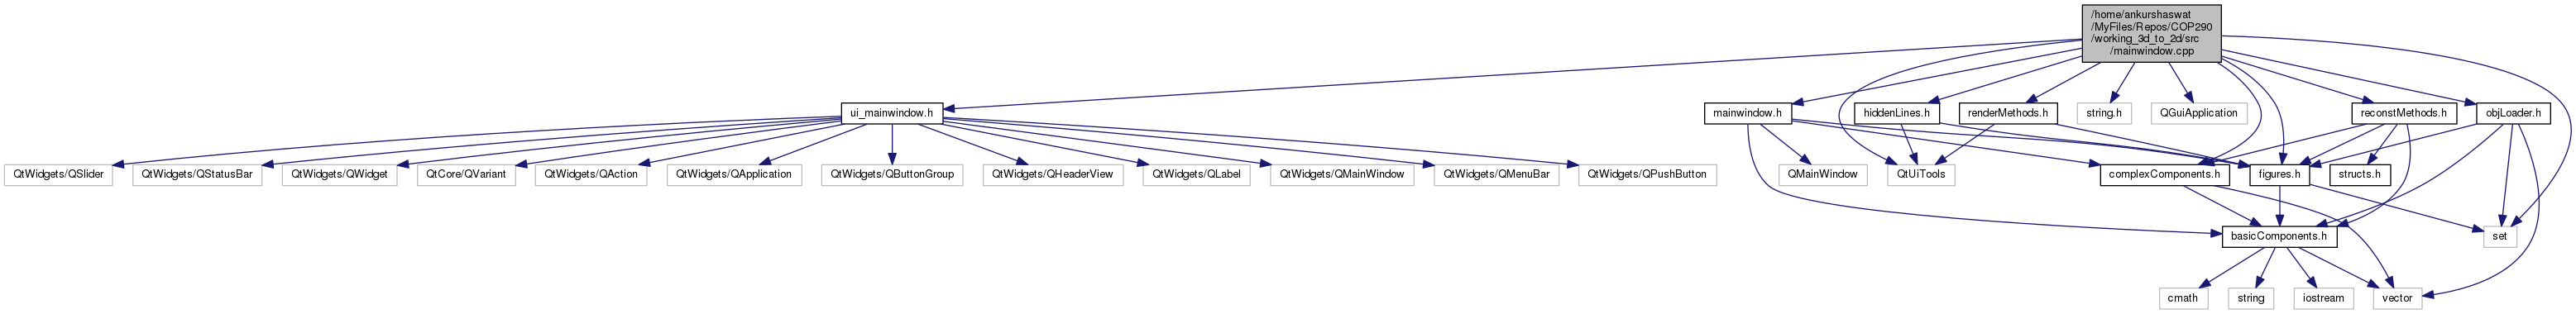 /home/ankurshaswat
/MyFiles/Repos/COP290
/working_3d_to_2d/src
/mainwindow.cpp
ui_mainwindow.h
mainwindow.h
hiddenLines.h
renderMethods.h
string.h
QGuiApplication
reconstMethods.h
objLoader.h
QtWidgets/QSlider
QtWidgets/QStatusBar
QtWidgets/QWidget
QtCore/QVariant
QtWidgets/QAction
QtWidgets/QApplication
QtWidgets/QButtonGroup
QtWidgets/QHeaderView
QtWidgets/QLabel
QtWidgets/QMainWindow
QtWidgets/QMenuBar
QtWidgets/QPushButton
QMainWindow
QtUiTools
complexComponents.h
figures.h
structs.h
basicComponents.h
set
cmath
string
iostream
vector